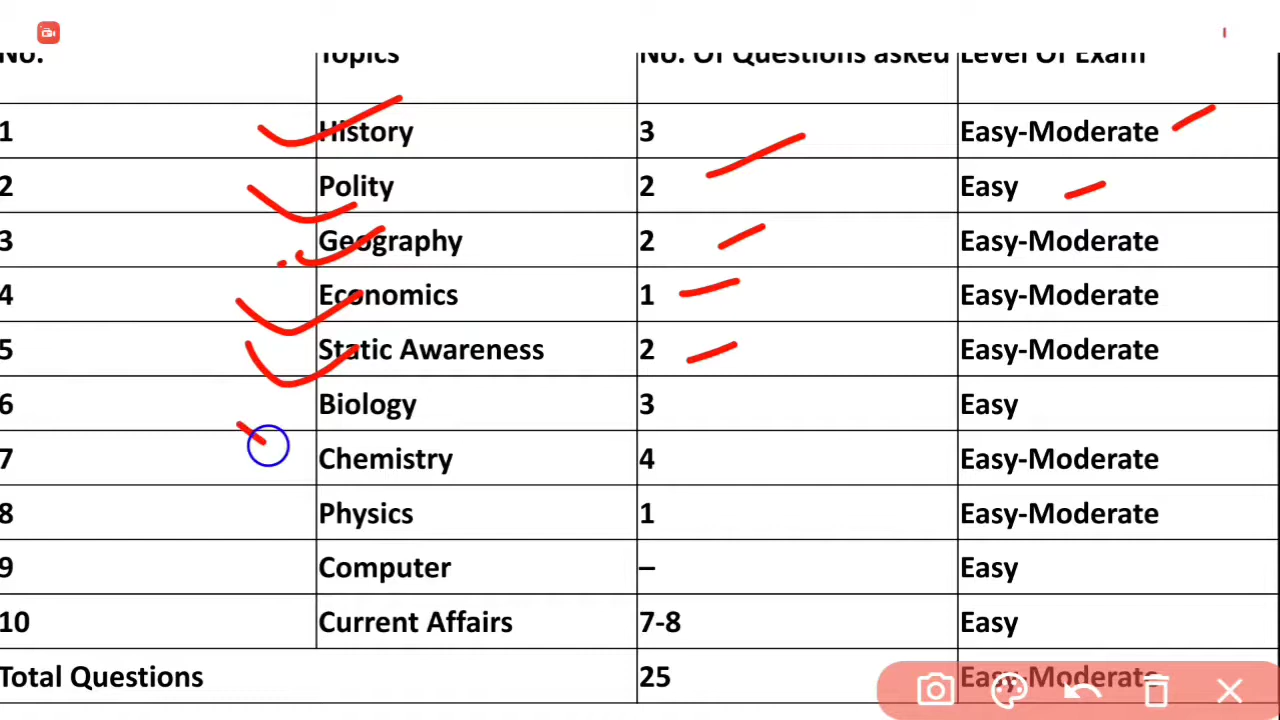 No. Topics No. Of Questions asked Level Of Exam
1 History 3 Easy-Moderate
2 Polity 2 Easy
3 Geography 2 Easy-Moderate
4 Economics 1 Easy-Moderate
5 Static Awareness 2 Easy-Moderate
6 Biology 3 Easy
7 Chemistry 4 Easy-Moderate
8 Physics 1 Easy-Moderate
9 Computer – Easy
10 Current Affairs 7-8 Easy
Total Questions 25 Easy-Moderate